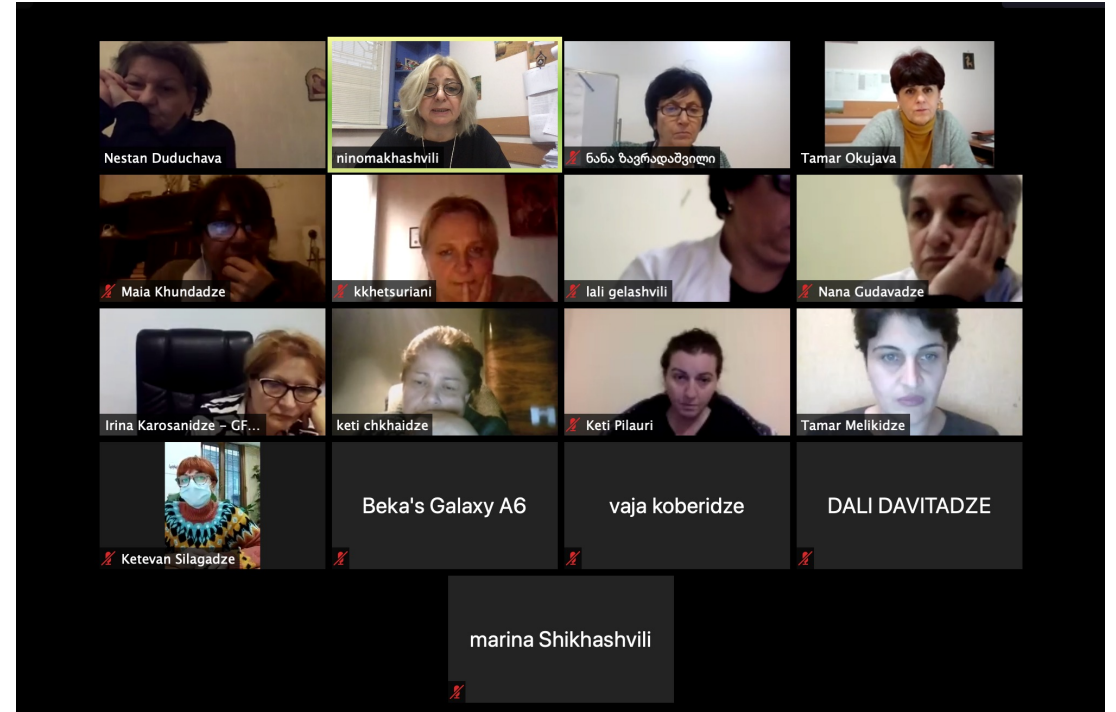 Nestan Duduchava
ninomakhashvili
ნანა ზავრადაშვილი
Tamar Okujava
Maia Khundadze
kkhetsuriani
lali gelashvili
Nana Gudavadze
Irina Karosanidze – GF...
keti chkhaidze
Keti Pilauri
Tamar Melikidze
Ketevan Silagadze
Beka's Galaxy A6
vaja koberidze
DALI DAVITADZE
marina Shikhashvili